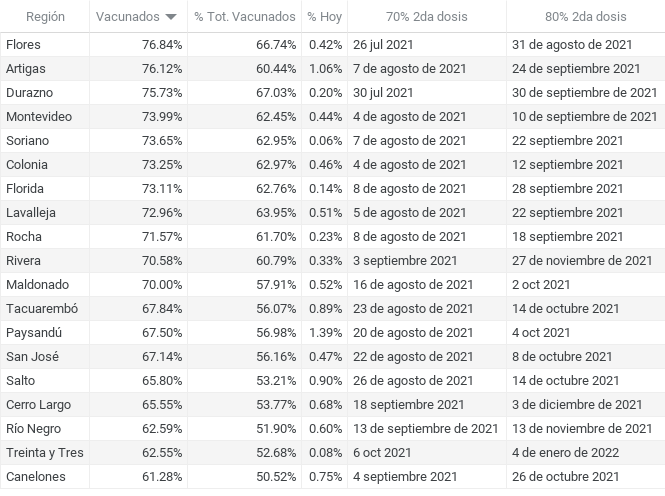 Región Vacunados % Tot. Vacunados % Hoy 70% 2da dosis 80% 2da dosis
Flores 76.84% 66.74% 0.42% 26 jul 2021 31 de agosto de 2021
Artigas 76.12% 60.44% 1.06% 7 de agosto de 2021 24 de septiembre de 2021
Durazno 75.73% 67.03% 0.20% 30 jul 2021 30 de septiembre de 2021
Montevideo 73.99% 62.45% 0.44% 4 de agosto de 2021 10 de septiembre de 2021
Soriano 73.65% 62.95% 0.06% 7 de agosto de 2021 22 septiembre 2021
Colonia 73.25% 62.97% 0.46% 4 de agosto de 2021 12 septiembre 2021
Florida 73.11% 62.76% 0.14% 8 de agosto de 2021 28 septiembre 2021
Lavalleja 72.96% 63.95% 0.51% 5 de agosto de 2021 22 septiembre 2021
Rocha 71.57% 61.70% 0.23% 8 de agosto de 2021 18 septiembre 2021
Rivera 70.58% 60.79% 0.33% 3 septiembre 2021 27 de noviembre de 2021
Maldonado 70.00% 57.91% 0.52% 16 de agosto de 2021 2 oct 2021
Tacuarembó 67.84% 56.07% 0.89% 23 de agosto de 2021 14 de octubre 2021
Paysandú 67.50% 56.98% 1.39% 20 de agosto de 2021 4 oct 2021
San José 67.14% 56.16% 0.47% 22 de agosto de 2021 8 de octubre 2021
Salto 65.80% 53.21% 0.90% 26 de agosto de 2021 14 de octubre 2021
Cerro Largo 65.55% 53.77% 0.68% 18 septiembre 2021 3 de diciembre de 2021
Río Negro 62.59% 51.90% 0.60% 13 de septiembre de 2021 13 de noviembre de 2021
Treinta y Tres 62.55% 52.68% 0.08% 6 oct 2021 4 de enero de 2022
Canelones 61.28% 50.52% 0.75% 4 septiembre 2021 26 de octubre 2021